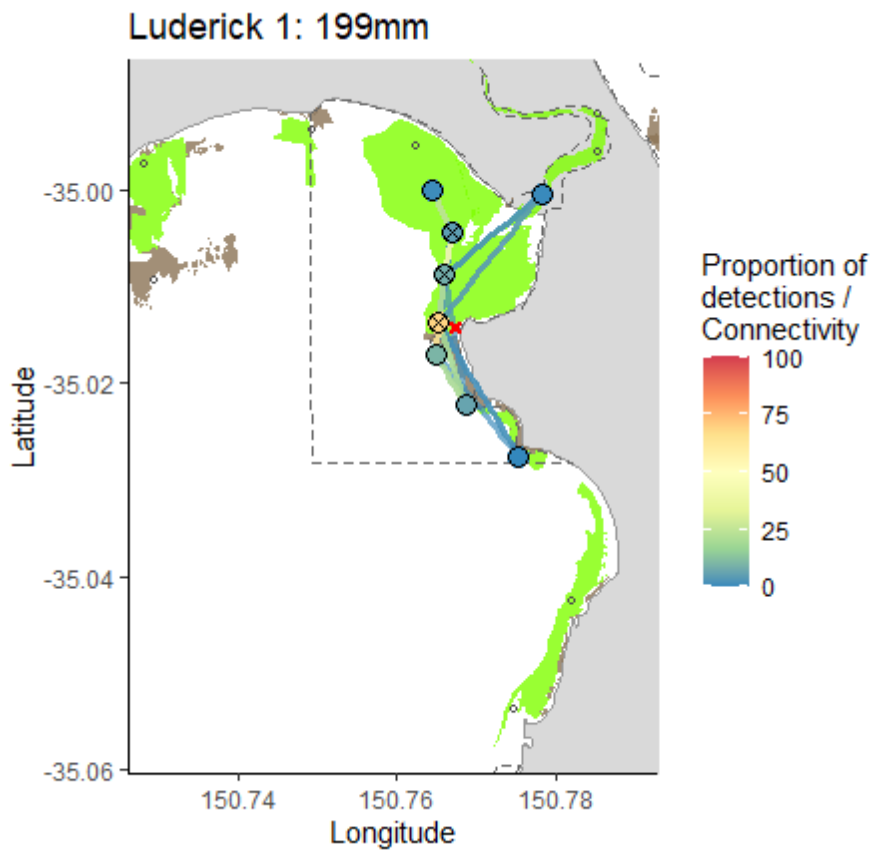 Luderick 1: 199mm
-35.00
-35.02
-35.04
-35.06
Latitude
150.74
150.76
150.78
Longitude
Proportion of
detections /
Connectivity
100
75
50
25
0